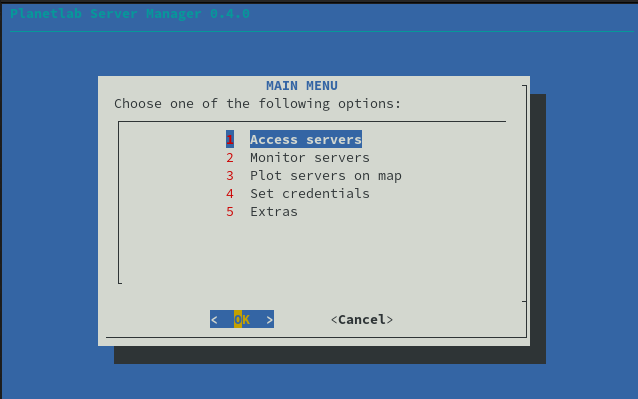 Planetlab Server Manager 0.4.0
MAIN MENU
Choose one of the following options:
1 Access servers
2 Monitor servers
3 Plot servers on map
4 Set credentials
5 Extras
< OK > <Cancel>